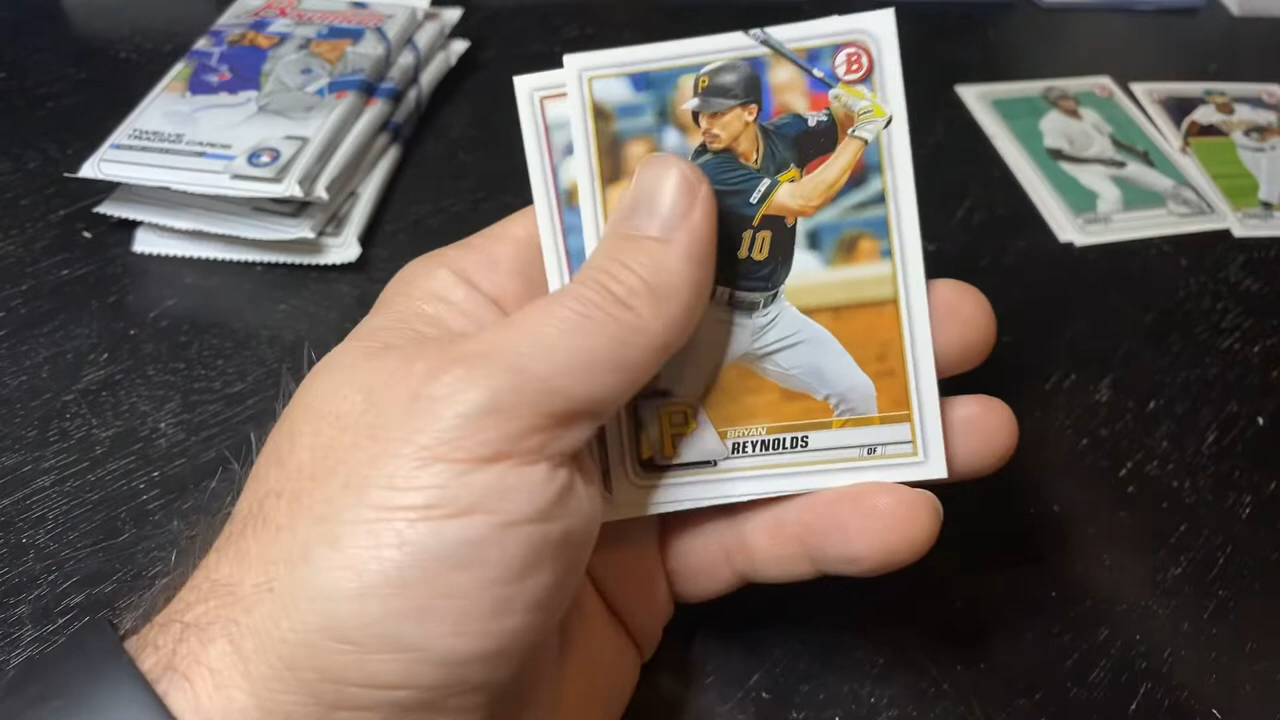 Bowman
TWELVE
TRADING CARDS
B
P
10
P
BRYAN
REYNOLDS
OF